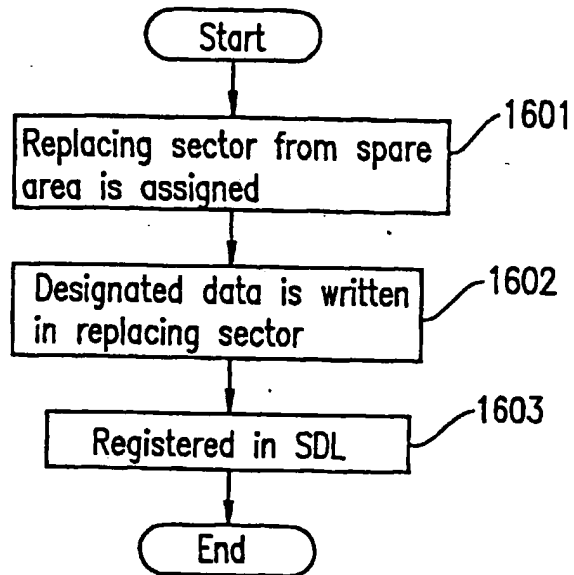 Start
1601
Replacing sector from spare
area is assigned
1602
Designated data is written
in replacing sector
1603
Registered in SDL
End